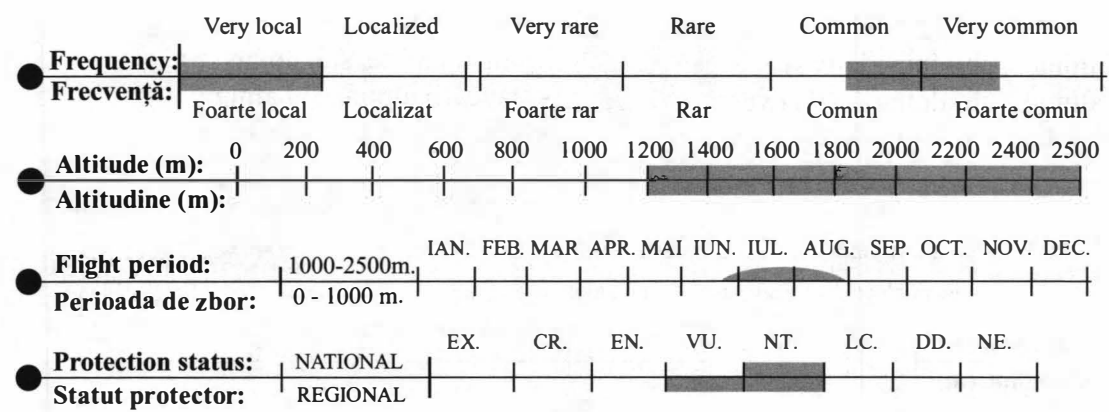 Very local Localized Very rare Rare Common Very common
Frequency:
Frecvență:
Foarte local Localizat Foarte rar Rar Comun Foarte comun
Altitude (m): 0 200 400 600 800 1000 1200 1400 1600 1800 2000 2200 2400 2500
Altitudine (m):
IAN. FEB. MAR APR. MAI IUN. IUL. AUG. SEP. OCT. NOV. DEC.
Flight period: 1000-2500m.
Perioada de zbor: 0 - 1000 m.
EX. CR. EN. VU. NT. LC. DD. NE.
Protection status: NATIONAL
Statut protector: REGIONAL